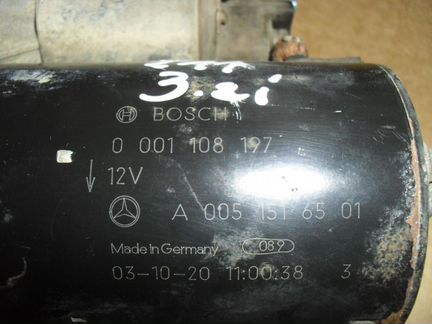 3.2i
BOSCH
0 001 108 197
12V
A 005 151 65 01
Made in Germany 089
03-10-20 11:00:38 3